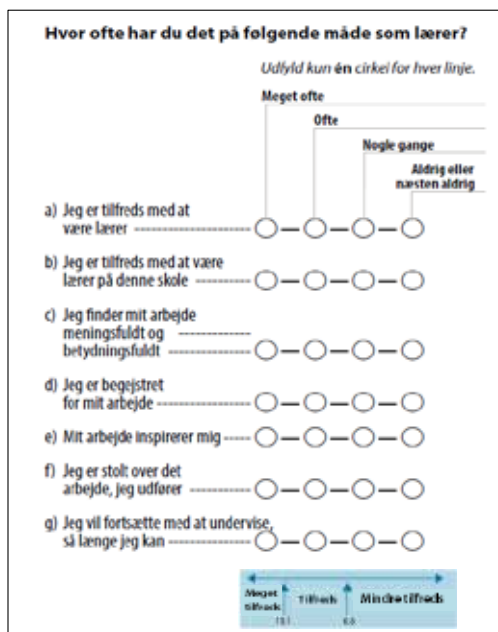 Hvor ofte har du det på følgende måde som lærer?
Udfyld kun én cirkel for hver linje.
Meget ofte
Ofte
Nogle gange
Aldrig eller
næsten aldrig
a) Jeg er tilfreds med at
være lærer
b) Jeg er tilfreds med at være
lærer på denne skole
c) Jeg finder mit arbejde
meningsfuldt og
betydningsfuldt
d) Jeg er begejstret
for mit arbejde
e) Mit arbejde inspirerer mig
f) Jeg er stolt over det
arbejde, jeg udfører
g) Jeg vil fortsætte med at undervise,
så længe jeg kan
Meget
tilfreds
Tilfreds
Mindre tilfreds